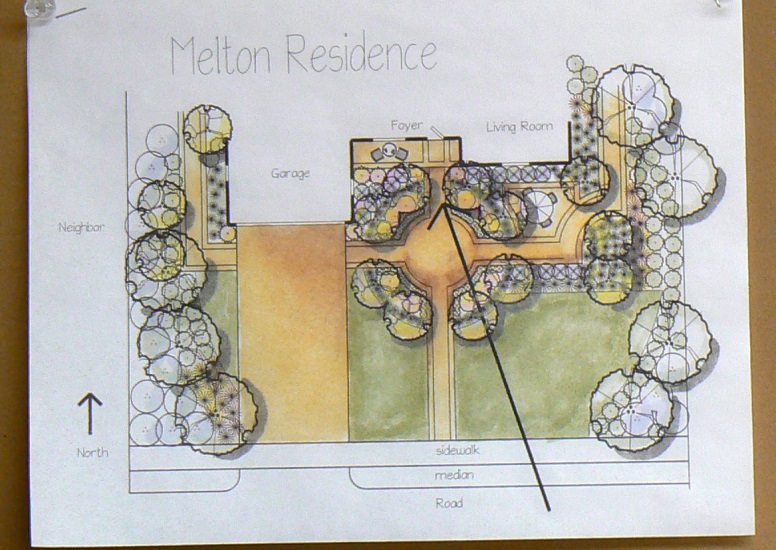 Melton Residence
Foyer
Living Room
Garage
Neighbor
North
sidewalk
median
Road